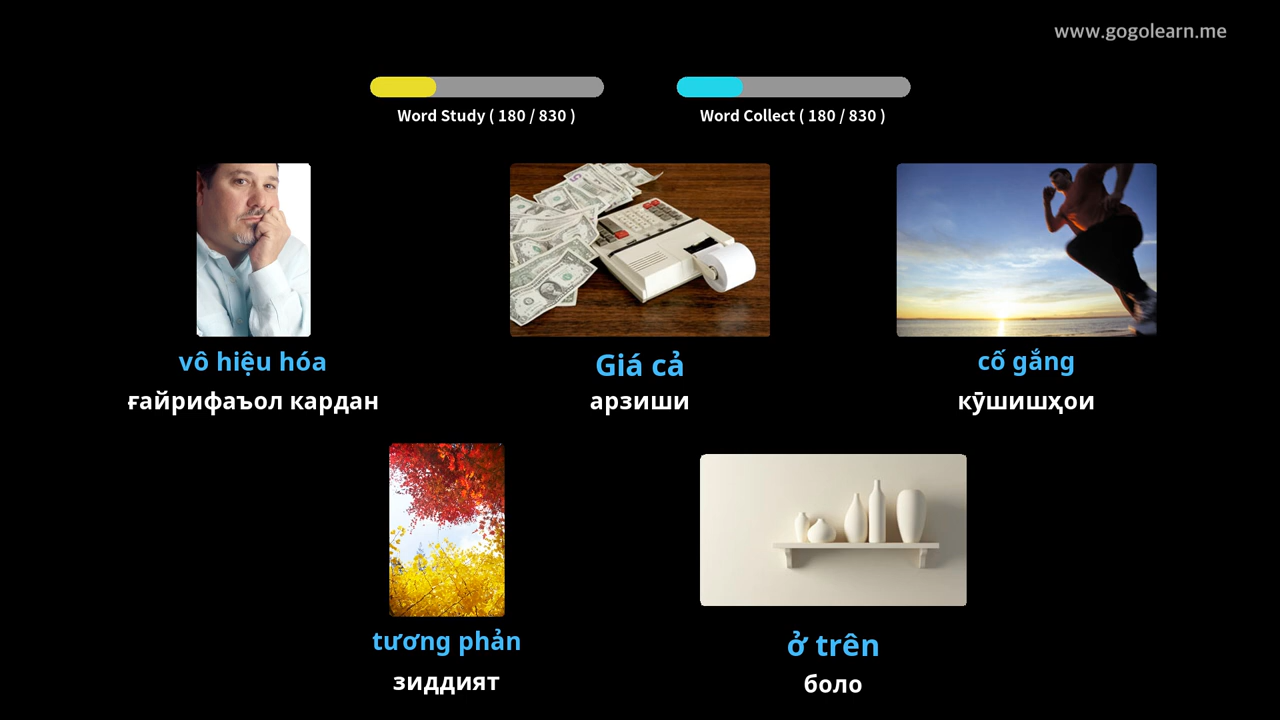 www.gogolearn.me
Word Study ( 180 / 830 )
Word Collect ( 180 / 830 )
vô hiệu hóa
ғайрифаъол кардан
Giá cả
арзиши
cố gắng
кӯшишҳои
tương phản
зиддият
ở trên
боло